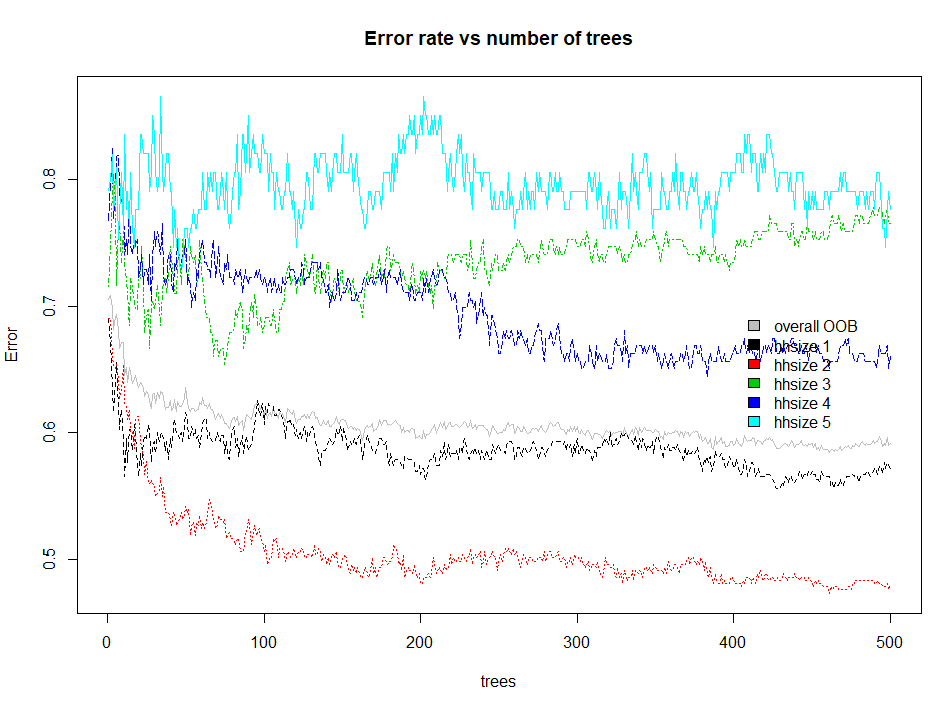 Error rate vs number of trees
Error
0.8
0.7
0.6
0.5
overall OOB
hhsize 1
hhsize 2
hhsize 3
hhsize 4
hhsize 5
0 100 200 300 400 500
trees